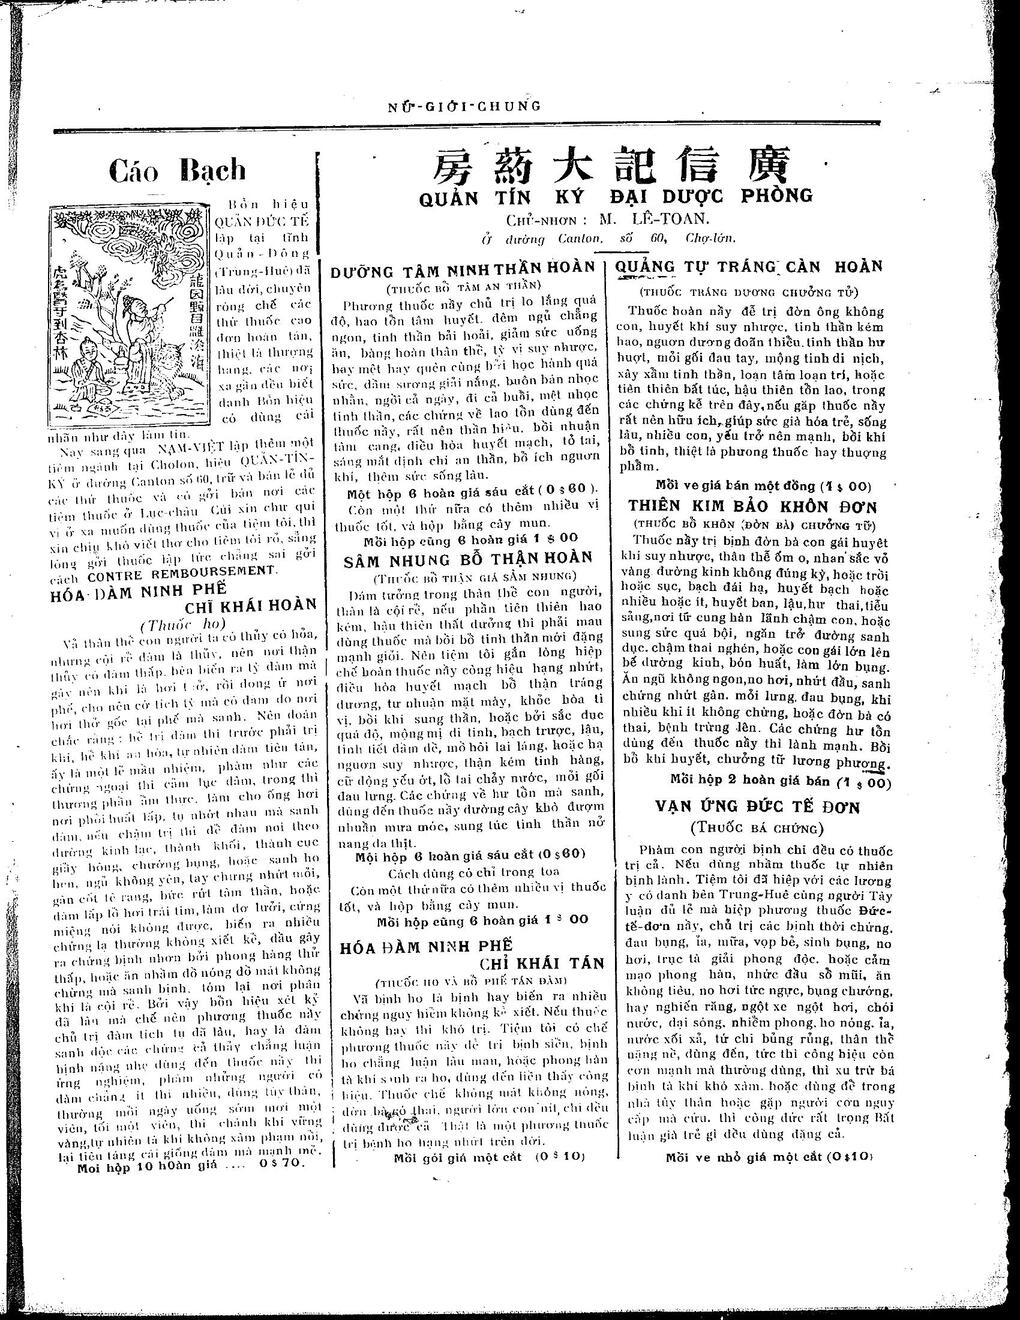 NỮ-GIỚI-CHUNG
Cáo Bạch
Bổn hiệu
QUẢN ĐỨC TẾ
lập tại tỉnh
Quản-Đông
(Trung-Huê) đã
lâu đời, chuyên
ròng chế các
thứ thuốc cao
đơn hoàn tán,
thiệt là thượng
hạng, các nơi
xa gần đều biết
danh Bổn hiệu
có dùng cái
nhãn như dây làm tin.
Nay sang qua NAM-VIỆT lập thêm một
tiệm ngánh tại Cholon, hiệu QUẢN-TÍN-
KÝ ở đường Canton số 60, trữ và bán lẻ đủ
các thứ thuốc và có gởi bán nơi các
tiệm thuốc ở Lục-châu Cúi xin chư quí
vị ở xa muốn dùng thuốc của tiệm tôi, thì
xin chịu khó viết thơ cho tiệm tôi rỏ, sẵng
lòng gởi thuốc lập tức chẳng sai gởi
cách CONTRE REMBOURSEMENT.
HÓA ĐÀM NINH PHẾ
CHỈ KHÁI HOÀN
(Thuốc ho)
Vả thân thể con người ta có thủy có hỏa,
nhưng cội rể đàm là thủy, nên nơi thận
thủy có đàm thấp, bèn biến ra tỳ đàm mà
gây nên khí là hơi thở, rồi đọng ứ nơi
phế, cho nên cớ tích tỳ mà có đàm do nơi
hơi thở gốc tại phế mà sanh. Nên đoán
chắc rằng: hễ trị đàm thì trước phải trị
khí, hễ khí an hòa, tự nhiên đàm tiêu tán,
ấy là một lẽ mầu nhiệm, phàm như các
chứng ngoại thì cảm lục dâm, trong thì
thương phần ẩm thực, làm cho ống hơi
nơi phổi huất lấp, tụ nhớt nhau mà sanh
đàm, nếu chậm trị thì để đàm noi theo
đường kinh lạc, thành khối, thành cục
giầy hông, chướng bụng, hoặc sanh ho
hen, ngủ không yên, tay chưng nhứt mỏi,
gân cốt tê rang, bức rứt tâm thần, hoặc
đàm lấp lỗ hơi trái tim, làm đơ lưỡi, cứng
miệng nói không được, biến ra nhiều
chứng lạ thường không xiết kể, đầu gây
ra chứng bịnh nhơn bởi phong hàng thử
thấp, hoặc ăn nhằm đồ nóng đồ mát không
chừng mà sanh bịnh, tóm lại nơi phần
khí là cội rể. Bởi vậy bổn hiệu xét kỹ
đã lâu mà chế nên phương thuốc nầy
chủ trị đàm tích tụ đã lâu, hay là đàm
sanh độc các chứng cả thảy chẳng luận
bịnh nặng nhẹ dùng đến thuốc nầy thì
ứng nghiệm, phàm những người có
đàm chẳng ít thì nhiều, dùng tùy thân,
thường mỗi ngày uống sớm mơi một
viên, tối một viên, thì chánh khí vững
vàng, tự nhiên tà khí không xâm phạm nổi,
lại tiêu táng cái giống đàm mà mạnh mẽ.
Moi hộp 10 hOàn giá .... 0 $ 70.
房葯大記信廣
QUẢN TÍN KÝ ĐẠI DƯỢC PHÒNG
CHỦ-NHƠN : M. LÊ-TOAN.
Ở đường Canton, số 60, Chợ-lớn.
DƯỠNG TÂM NINH THẦN HOÀN
(THUỐC BỔ TÂM AN THẦN)
Phương thuốc nầy chủ trị lo lắng quá
độ, hao tổn tâm huyết, đêm ngủ chẳng
ngon, tinh thần bải hoải, giảm sức uống
ăn, bàng hoàn thân thể, tỳ vị suy nhược,
hay mệt hay quên cùng bởi học hành quá
sức, dầm sương giải nắng, buôn bán nhọc
nhằn, ngồi cả ngày, đi cả buổi, mệt nhọc
tinh thần, các chứng về lao tổn dùng đến
thuốc nầy, rất nên thần hiệu, bồi nhuận
tâm cang, điều hòa huyết mạch, tỏ tai,
sáng mắt định chí an thần, bổ ích nguơn
khí, thêm sức sống lâu.
Một hộp 6 hoàn giá sáu cắt ( 0 $ 60 ).
Còn một thứ nữa có thêm nhiều vị
thuốc tốt, và hộp bằng cây mun.
Mỗi hộp cũng 6 hoàn giá 1 $ 00
SÂM NHUNG BỔ THẬN HOÀN
(THUỐC BỔ THẬN GIÁ SÂM NHUNG)
Dám tưởng trong thân thể con người,
thận là cội rể, nếu phần tiên thiên hao
kém, hậu thiên thất dưỡng thì phải mau
dùng thuốc mà bồi bổ tinh thần mới đặng
mạnh giỏi. Nên tiệm tôi gắn lòng hiệp
chế hoàn thuốc nầy công hiệu hạng nhứt,
điều hòa huyết mạch bổ thận tráng
dương, tư nhuận mặt mày, khỏe hòa tì
vị, bồi khí sung thần, hoặc bởi sắc dục
quá độ, mộng mị di tinh, bạch trược, lậu,
tinh tiết dầm dề, mồ hôi lai láng, hoặc hạ
nguơn suy nhược, thận kém tinh hàng,
cữ động yếu ớt, lổ tai chảy nước, mỏi gối
đau lưng. Các chứng về hư tổn mà sanh,
dùng đến thuốc nầy dường cây khô đượm
nhuần mưa móc, sung túc tinh thần nở
nang da thịt.
Mội hộp 6 hoàn giá sáu cắt (0 $ 60)
Cách dùng có chỉ trong toa
Còn một thứ nữa có thêm nhiều vị thuốc
tốt, và hộp bằng cây mun.
Mỗi hộp cũng 6 hoàn giá 1 $ 00
HÓA ĐÀM NINH PHẾ
CHỈ KHÁI TÁN
(THUỐC HO VÀ BỔ PHẾ TÁN ĐÀM)
Vã bịnh ho là bịnh hay biến ra nhiều
chứng nguy hiểm không kể xiết. Nếu thuốc
không hay thì khó trị. Tiệm tôi có chế
phương thuốc nầy để trị bịnh siển, bịnh
ho chẳng luận lâu mau, hoặc phong hàn
tà khí sanh ra ho, dùng đến liền thấy công
hiệu. Thuốc chế không mát không nóng,
đờn bà có thai, người lớn con nít, chi đều
dùng được cả Thật là một phương thuốc
trị bệnh ho hạng nhứt trên đời.
Mỗi gói giá một cắt (0 $ 10)
QUẢNG TỰ TRÁNG CÀN HOÀN
(THUỐC TRÁNG DƯƠNG CHƯỞNG TỬ)
Thuốc hoàn nầy để trị đờn ông không
con, huyết khí suy nhược, tinh thần kém
hao, nguơn dương đoãn thiểu, tinh thần hư
huợt, mỏi gối đau tay, mộng tinh di nịch,
xây xẩm tinh thần, loạn tâm loạn trí, hoặc
tiên thiên bất túc, hậu thiên tổn lao, trong
các chứng kể trên đây, nếu gặp thuốc nầy
rất nên hữu ích, giúp sức già hóa trẻ, sống
lâu, nhiều con, yếu trở nên mạnh, bồi khí
bổ tinh, thiệt là phương thuốc hay thượng
phẩm.
Mỗi ve giá bán một đồng (1 $ 00)
THIÊN KIM BẢO KHÔN ĐƠN
(THUỐC BỔ KHÔN (ĐỜN BÀ) CHƯỞNG TỬ)
Thuốc nầy trị bịnh đờn bà con gái huyêt
khí suy nhược, thân thể ốm o, nhan sắc vỏ
vàng đường kinh không đúng kỳ, hoặc trồi
hoặc sục, bạch đái hạ, huyết bạch hoặc
nhiều hoặc ít, huyết ban, lậu, hư thai, tiểu
sảng, nơi tử cung hàn lãnh chậm con, hoặc
sung sức quá bội, ngăn trở đường sanh
dục, chậm thai nghén, hoặc con gái lớn lên
bế đường kinh, bón huất, làm lớn bụng.
Ăn ngũ không ngon, no hơi, nhứt đầu, sanh
chứng nhứt gân, mỏi lưng, đau bụng, khí
nhiều khí ít không chừng, hoặc đờn bà có
thai, bệnh trừng lên. Các chứng hư tổn
dùng đến thuốc nầy thì lành mạnh. Bồi
bổ khí huyết, chưởng tử lương phương.
Mỗi hộp 2 hoàn giá bán (1 $ 00)
VẠN ỨNG ĐỨC TẾ ĐƠN
(THUỐC BÁ CHỨNG)
Phàm con người bịnh chi đều có thuốc
trị cả. Nếu dùng nhầm thuốc tự nhiên
bịnh lành. Tiệm tôi đã hiệp với các lương
y có danh bên Trung-Huê cùng người Tây
luận đủ lẽ mà hiệp phương thuốc Đức-
tế-đơn nầy, chủ trị các bịnh thời chứng,
đau bụng, ỉa, mữa, vọp bẻ, sinh bụng, no
hơi, trục tà giải phong độc, hoặc cảm
mạo phong hàn, nhức đầu sổ mũi, ăn
không tiêu, no hơi tức ngực, bụng chướng,
hay nghiến răng, ngột xe ngột hơi, chói
nước, dại sóng, nhiểm phong, ho nóng, ỉa,
nước xối xả, tứ chi bủng rủng, thân thể
nặng nề, dùng đến, tức thì công hiệu còn
cơn mạnh mà thường dùng, thì xu trừ bá
bịnh tà khí khó xâm, hoặc dùng để trong
nhà tùy thân hoặc gặp người cơn nguy
cấp mà cứu, thì công đức rất trọng Bất
luận già trẻ gì đều dùng đặng cả.
Mỗi ve nhỏ giá một cắt (0 $ 10)